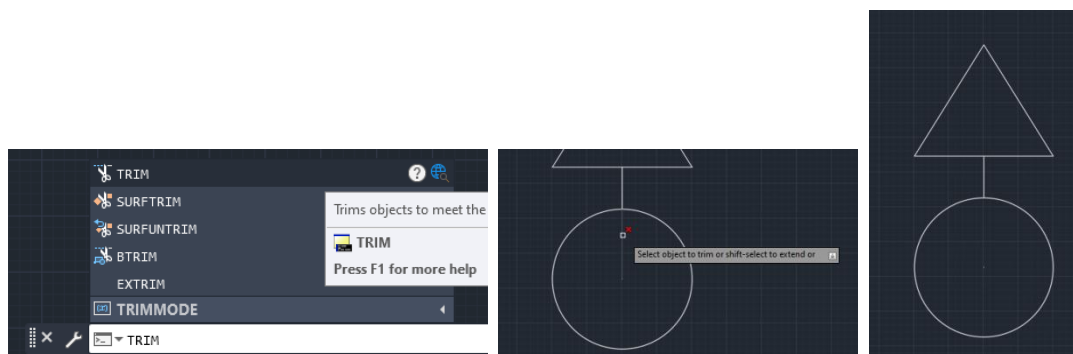 TRIM
SURFTRIM
SURFUNTRIM
BTRIM
EXTRIM
TRIMMODE
TRIM
Trims objects to meet the
TRIM
Press F1 for more help
Select object to trim or shift-select to extend or